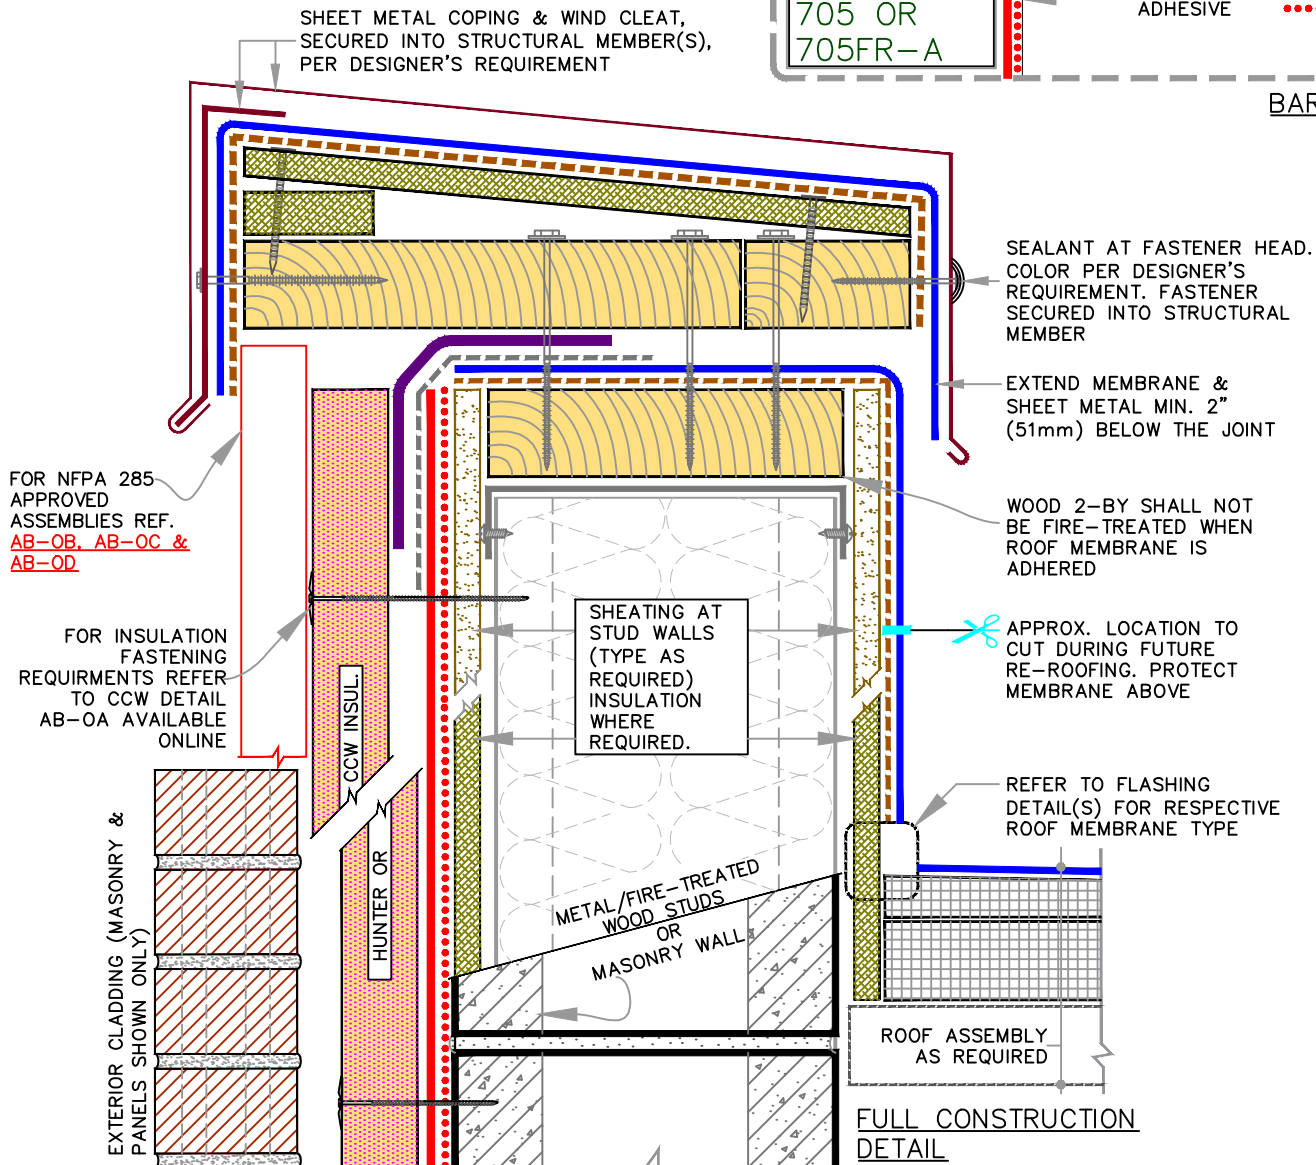 SHEET METAL COPING & WIND CLEAT,
SECURED INTO STRUCTURAL MEMBER(S),
PER DESIGNER'S REQUIREMENT
705 OR
705FR-A
ADHESIVE
BAR
SEALANT AT FASTENER HEAD.
COLOR PER DESIGNER'S
REQUIREMENT. FASTENER
SECURED INTO STRUCTURAL
MEMBER
EXTEND MEMBRANE &
SHEET METAL MIN. 2"
(51mm) BELOW THE JOINT
FOR NFPA 285
APPROVED
ASSEMBLIES REF.
AB-0B, AB-0C &
AB-0D
WOOD 2-BY SHALL NOT
BE FIRE-TREATED WHEN
ROOF MEMBRANE IS
ADHERED
SHEATING AT
STUD WALLS
(TYPE AS
REQUIRED)
INSULATION
WHERE
REQUIRED.
FOR INSULATION
FASTENING
REQUIRMENTS REFER
TO CCW DETAIL
AB-0A AVAILABLE
ONLINE
APPROX. LOCATION TO
CUT DURING FUTURE
RE-ROOFING. PROTECT
MEMBRANE ABOVE
HUNTER OR
CCW INSUL.
REFER TO FLASHING
DETAIL(S) FOR RESPECTIVE
ROOF MEMBRANE TYPE
EXTERIOR CLADDING (MASONRY &
PANELS SHOWN ONLY)
METAL/FIRE-TREATED
WOOD STUDS
OR
MASONRY WALL
ROOF ASSEMBLY
AS REQUIRED
FULL CONSTRUCTION
DETAIL